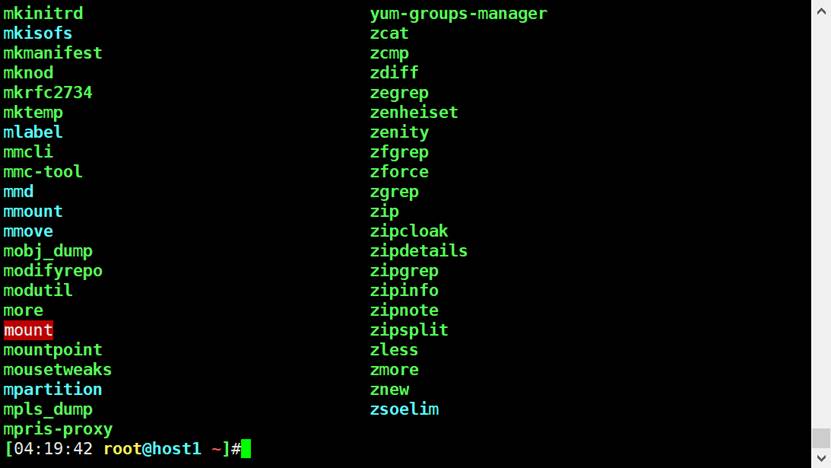 mkinitrd yum-groups-manager
mkisofs zcat
mkmanifest zcmp
mknod zdiff
mkrfc2734 zegrep
mktemp zenheiset
mlabel zenity
mmcli zfgrep
mmc-tool zforce
mmd zgrep
mmount zip
mmove zipcloak
mobj_dump zipdetails
modifyrepo zipgrep
modutil zipinfo
more zipnote
mount zipsplit
mountpoint zless
mousetweaks zmore
mpartition znew
mpls_dump zsoelim
mpris-proxy
[04:19:42 root@host1 ~]#